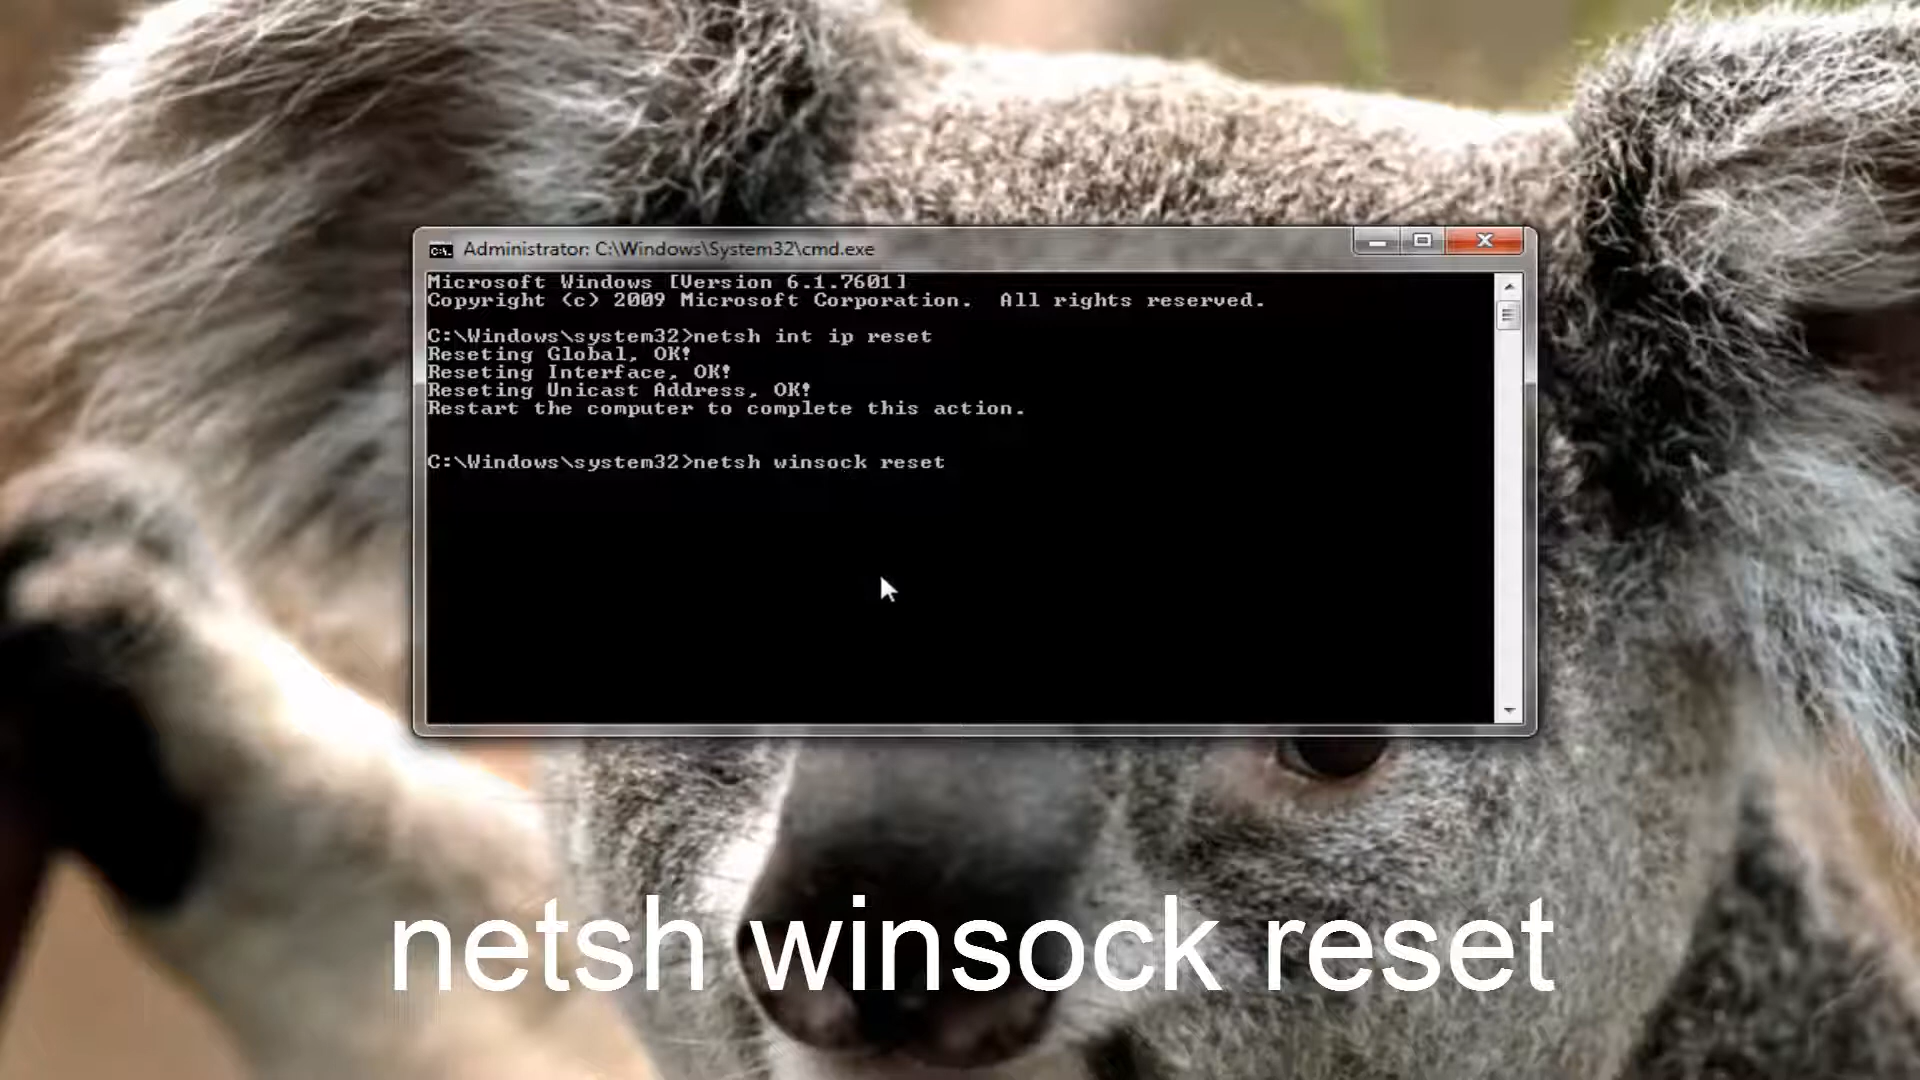 Administrator: C:\Windows\System32\cmd.exe
Microsoft Windows [Version 6.1.7601]
Copyright (c) 2009 Microsoft Corporation.  All rights reserved.
C:\Windows\system32>netsh int ip reset
Reseting Global, OK!
Reseting Interface, OK!
Reseting Unicast Address, OK!
Restart the computer to complete this action.
C:\Windows\system32>netsh winsock reset
netsh winsock reset